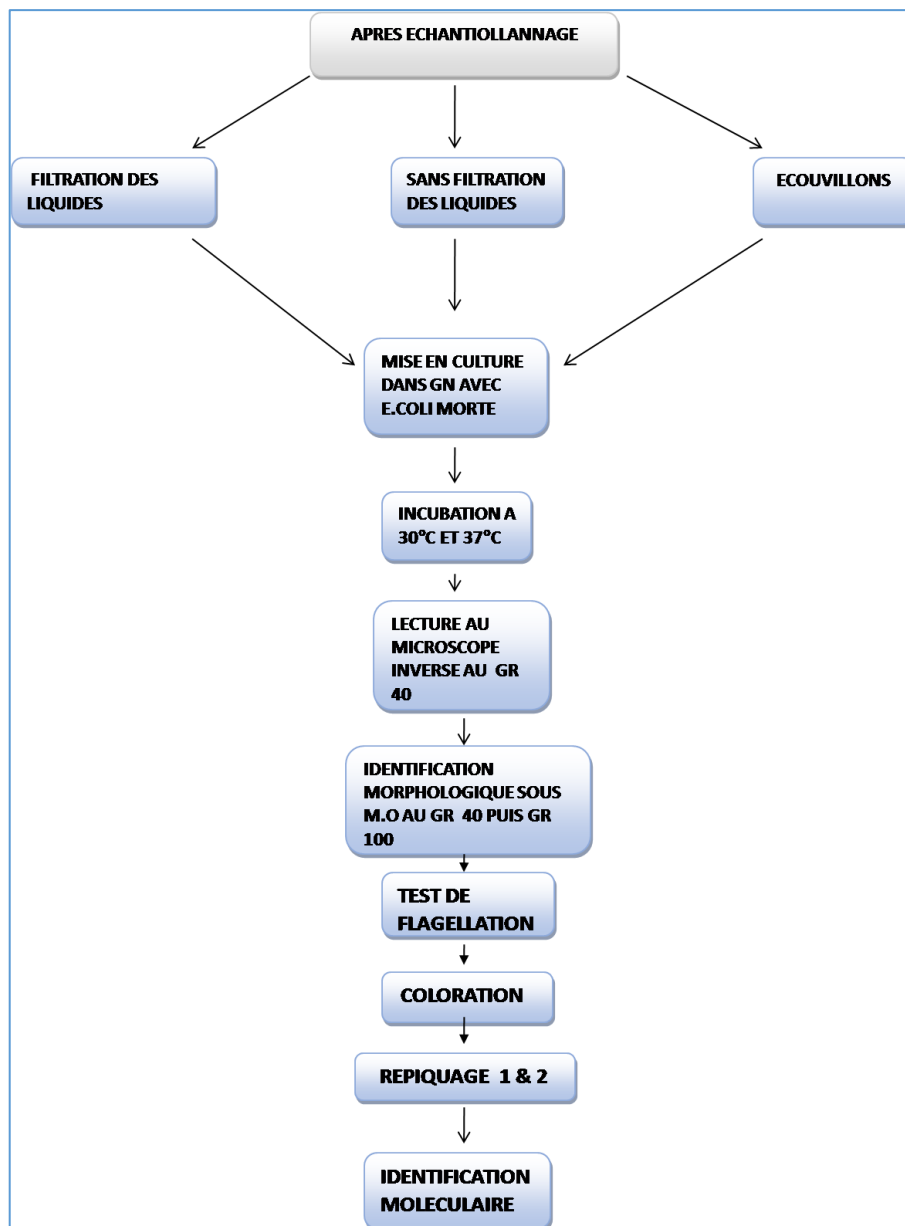 APRES ECHANTIOLLANNAGE
FILTRATION DES
LIQUIDES
SANS FILTRATION
DES LIQUIDES
ECOUVILLONS
MISE EN CULTURE
DANS GN AVEC
E.COLI MORTE
INCUBATION A
30°C ET 37°C
LECTURE AU
MICROSCOPE
INVERSE AU GR
40
IDENTIFICATION
MORPHOLOGIQUE SOUS
M.O AU GR 40 PUIS GR
100
TEST DE
FLAGELLATION
COLORATION
REPIQUAGE 1 & 2
IDENTIFICATION
MOLECULAIRE